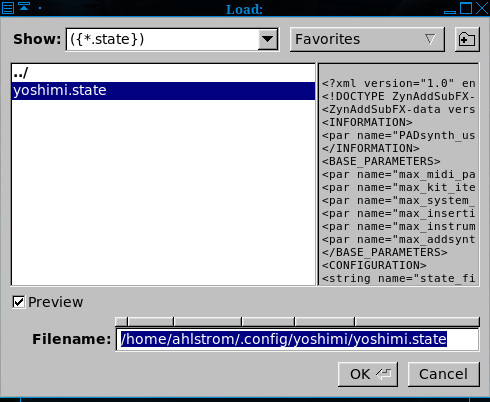 Load:
Show: ({*.state}) Favorites
../
yoshimi.state
<?xml version="1.0" en
<!DOCTYPE ZynAddSubFX-
<ZynAddSubFX-data vers
<INFORMATION>
<par name="PADsynth_us
</INFORMATION>
<BASE_PARAMETERS>
<par name="max_midi_pa
<par name="max_kit_ite
<par name="max_system_
<par name="max_inserti
<par name="max_instrum
<par name="max_addsynt
</BASE_PARAMETERS>
<CONFIGURATION>
<string name="state_fi
Preview
Filename: /home/ahlstrom/.config/yoshimi/yoshimi.state
OK Cancel